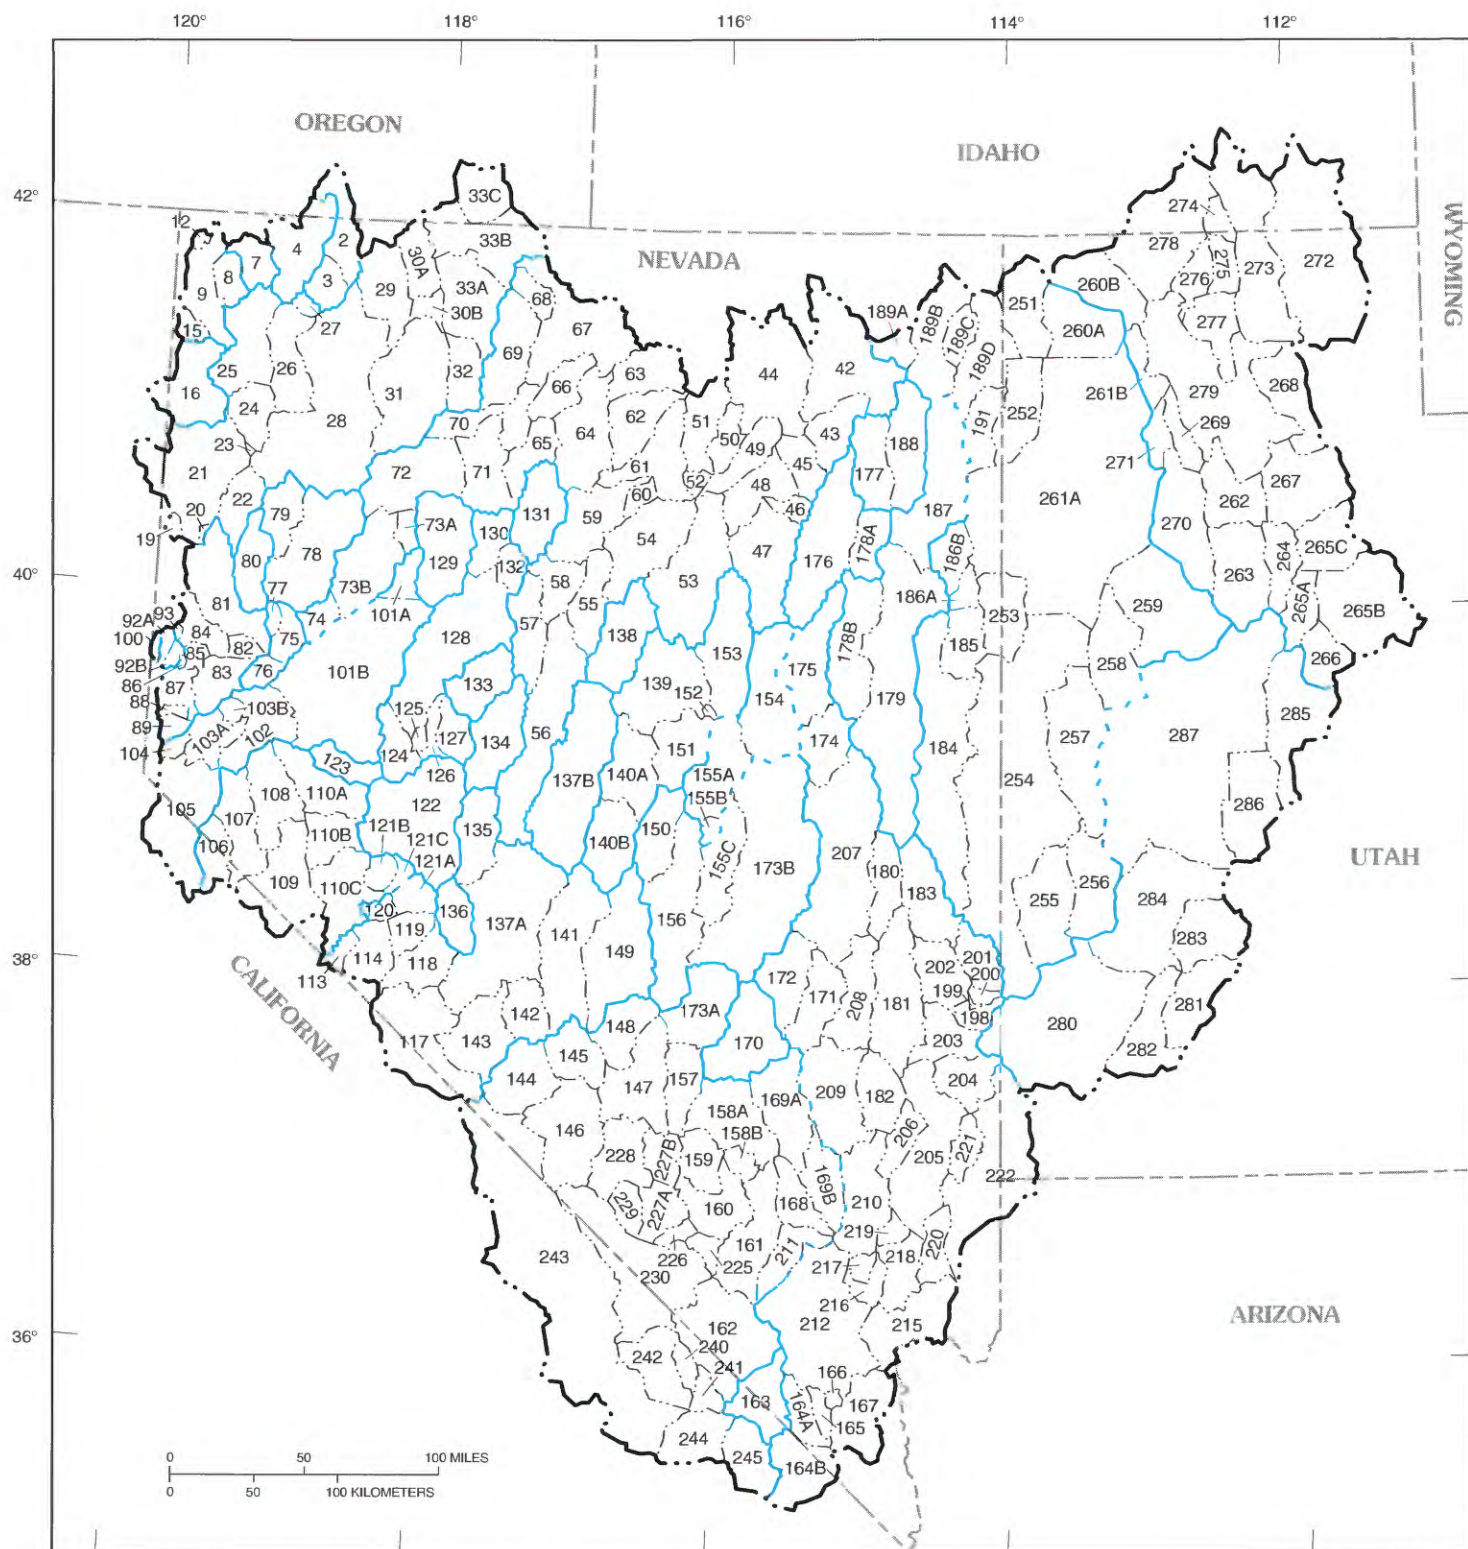 120° 118° 116° 114° 112°
OREGON
IDAHO
42°
33C
WYOMING
12 4 2 33B 274 278
NEVADA
8 7 30A 275 273 272
9 3 29 33A 68 251 260B 276
15 27 30B 67 189A 189B 189C 260A 277
69
25 26 32 66 63 44 42 189D 268
16 31 261B 279
24 70 62 51 43 191 252 269
28 50 49 188
23 65 64 45 271
21 72 71 61 52 48 177 267
22 60 46 187 261A 262
20 79 73A 131 59 270
19 78 130 54 47 178A 186B 264 265C
40°
80 129 132 58 53 176 263
77 73B 186A 253 259 265A 265B
93 81 101A 55
92A 74 128 57
100 84 75 138 178B 185
85 82 153 175 258 266
92B 83 76 101B 139
86 87 133 152 154 179
88 103B 125 56 257 287 285
89 103A 102 127 134 151 174 184
104 123 124 126 137B 140A 155A 254
105 108 110A 122 155B 286
107 110B 121B 135 150
106 121C 140B 155C 173B 207 UTAH
109 110C 121A 180 183 255 256 284
120 136 137A 156
119 141 149 201 283
38°
114 118 202 200
113 172 199
CALIFORNIA
142 173A 171 208 181 198 281
117 143 148 280
145 170 203 282
144 147 157 209 182 204
146 158A 169A
158B 206 221
228 227B 159 205 222
229 227A 160 168 169B 210
243 161 211 219 220
226 225 217 218
230 216
36°
162 212 215 ARIZONA
242 240
241 166
163 164A 167
165
244 245 164B
0 50 100 MILES
0 50 100 KILOMETERS